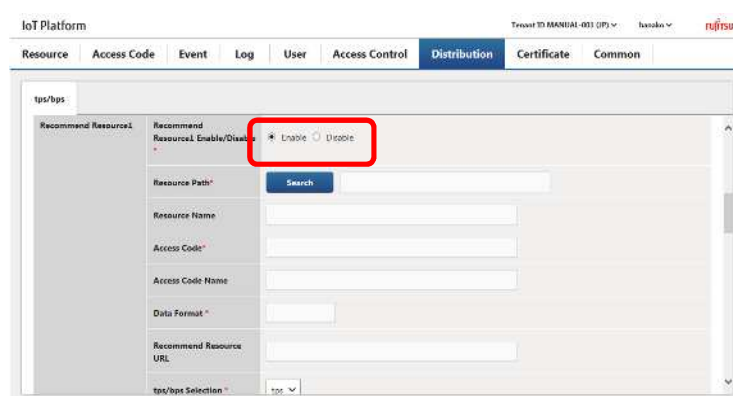 IoT Platform
Tenant ID MANUAL-001 (JP) hanako FUJITSU
Resource Access Code Event Log User Access Control Distribution Certificate Common
tps/bps
Recommend Resource1
Recommend
Resource1 Enable/Disable
*
Enable Disable
Resource Path*
Search
Resource Name
Access Code*
Access Code Name
Data Format *
Recommend Resource
URL
tps/bps Selection *
tps